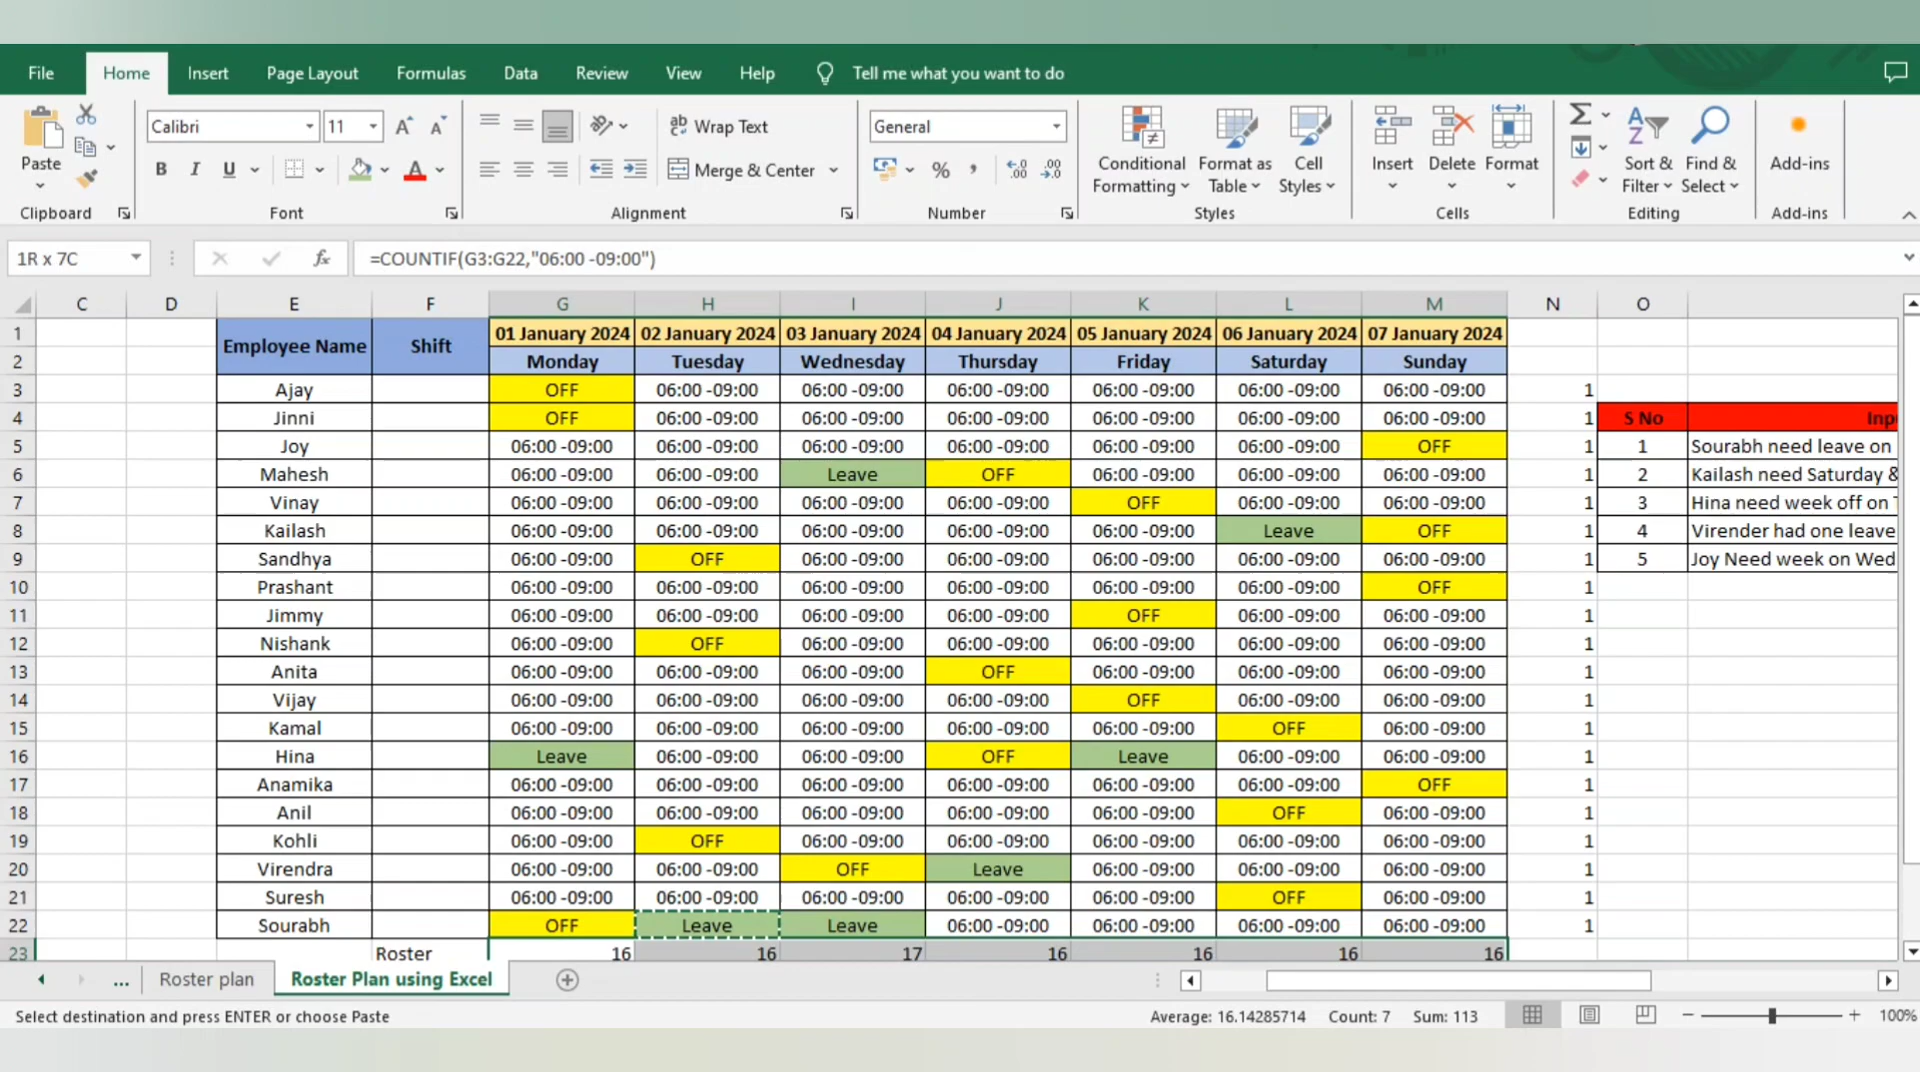 File Home Insert Page Layout Formulas Data Review View Help Tell me what you want to do
Paste
Clipboard
Calibri 11
B I U A
Font
Wrap Text
Merge & Center
Alignment
General
% ,
Number
Conditional Formatting
Format as Table
Cell Styles
Styles
Insert Delete Format
Cells
Sort & Filter
Find & Select
Editing
Add-ins
Add-ins
1R x 7C fx =COUNTIF(G3:G22,"06:00 -09:00")
C D E F G H I J K L M N O
1 Employee Name Shift 01 January 2024 02 January 2024 03 January 2024 04 January 2024 05 January 2024 06 January 2024 07 January 2024
2 Monday Tuesday Wednesday Thursday Friday Saturday Sunday
3 Ajay OFF 06:00 -09:00 06:00 -09:00 06:00 -09:00 06:00 -09:00 06:00 -09:00 06:00 -09:00 1
4 Jinni OFF 06:00 -09:00 06:00 -09:00 06:00 -09:00 06:00 -09:00 06:00 -09:00 06:00 -09:00 1 S No
5 Joy 06:00 -09:00 06:00 -09:00 06:00 -09:00 06:00 -09:00 06:00 -09:00 06:00 -09:00 OFF 1 1 Sourabh need leave on
6 Mahesh 06:00 -09:00 06:00 -09:00 Leave OFF 06:00 -09:00 06:00 -09:00 06:00 -09:00 1 2 Kailash need Saturday &
7 Vinay 06:00 -09:00 06:00 -09:00 06:00 -09:00 06:00 -09:00 OFF 06:00 -09:00 06:00 -09:00 1 3 Hina need week off on
8 Kailash 06:00 -09:00 06:00 -09:00 06:00 -09:00 06:00 -09:00 06:00 -09:00 Leave OFF 1 4 Virender had one leave
9 Sandhya 06:00 -09:00 OFF 06:00 -09:00 06:00 -09:00 06:00 -09:00 06:00 -09:00 06:00 -09:00 1 5 Joy Need week on Wed
10 Prashant 06:00 -09:00 06:00 -09:00 06:00 -09:00 06:00 -09:00 06:00 -09:00 06:00 -09:00 OFF 1
11 Jimmy 06:00 -09:00 06:00 -09:00 06:00 -09:00 06:00 -09:00 OFF 06:00 -09:00 06:00 -09:00 1
12 Nishank 06:00 -09:00 OFF 06:00 -09:00 06:00 -09:00 06:00 -09:00 06:00 -09:00 06:00 -09:00 1
13 Anita 06:00 -09:00 06:00 -09:00 06:00 -09:00 OFF 06:00 -09:00 06:00 -09:00 06:00 -09:00 1
14 Vijay 06:00 -09:00 06:00 -09:00 06:00 -09:00 06:00 -09:00 OFF 06:00 -09:00 06:00 -09:00 1
15 Kamal 06:00 -09:00 06:00 -09:00 06:00 -09:00 06:00 -09:00 06:00 -09:00 OFF 06:00 -09:00 1
16 Hina Leave 06:00 -09:00 06:00 -09:00 OFF Leave 06:00 -09:00 06:00 -09:00 1
17 Anamika 06:00 -09:00 06:00 -09:00 06:00 -09:00 06:00 -09:00 06:00 -09:00 06:00 -09:00 OFF 1
18 Anil 06:00 -09:00 06:00 -09:00 06:00 -09:00 06:00 -09:00 06:00 -09:00 OFF 06:00 -09:00 1
19 Kohli 06:00 -09:00 OFF 06:00 -09:00 06:00 -09:00 06:00 -09:00 06:00 -09:00 06:00 -09:00 1
20 Virendra 06:00 -09:00 06:00 -09:00 OFF Leave 06:00 -09:00 06:00 -09:00 06:00 -09:00 1
21 Suresh 06:00 -09:00 06:00 -09:00 06:00 -09:00 06:00 -09:00 06:00 -09:00 OFF 06:00 -09:00 1
22 Sourabh OFF Leave Leave 06:00 -09:00 06:00 -09:00 06:00 -09:00 06:00 -09:00 1
23 Roster 16 16 17 16 16 16 16
... Roster plan Roster Plan using Excel
Select destination and press ENTER or choose Paste Average: 16.14285714 Count: 7 Sum: 113 100%